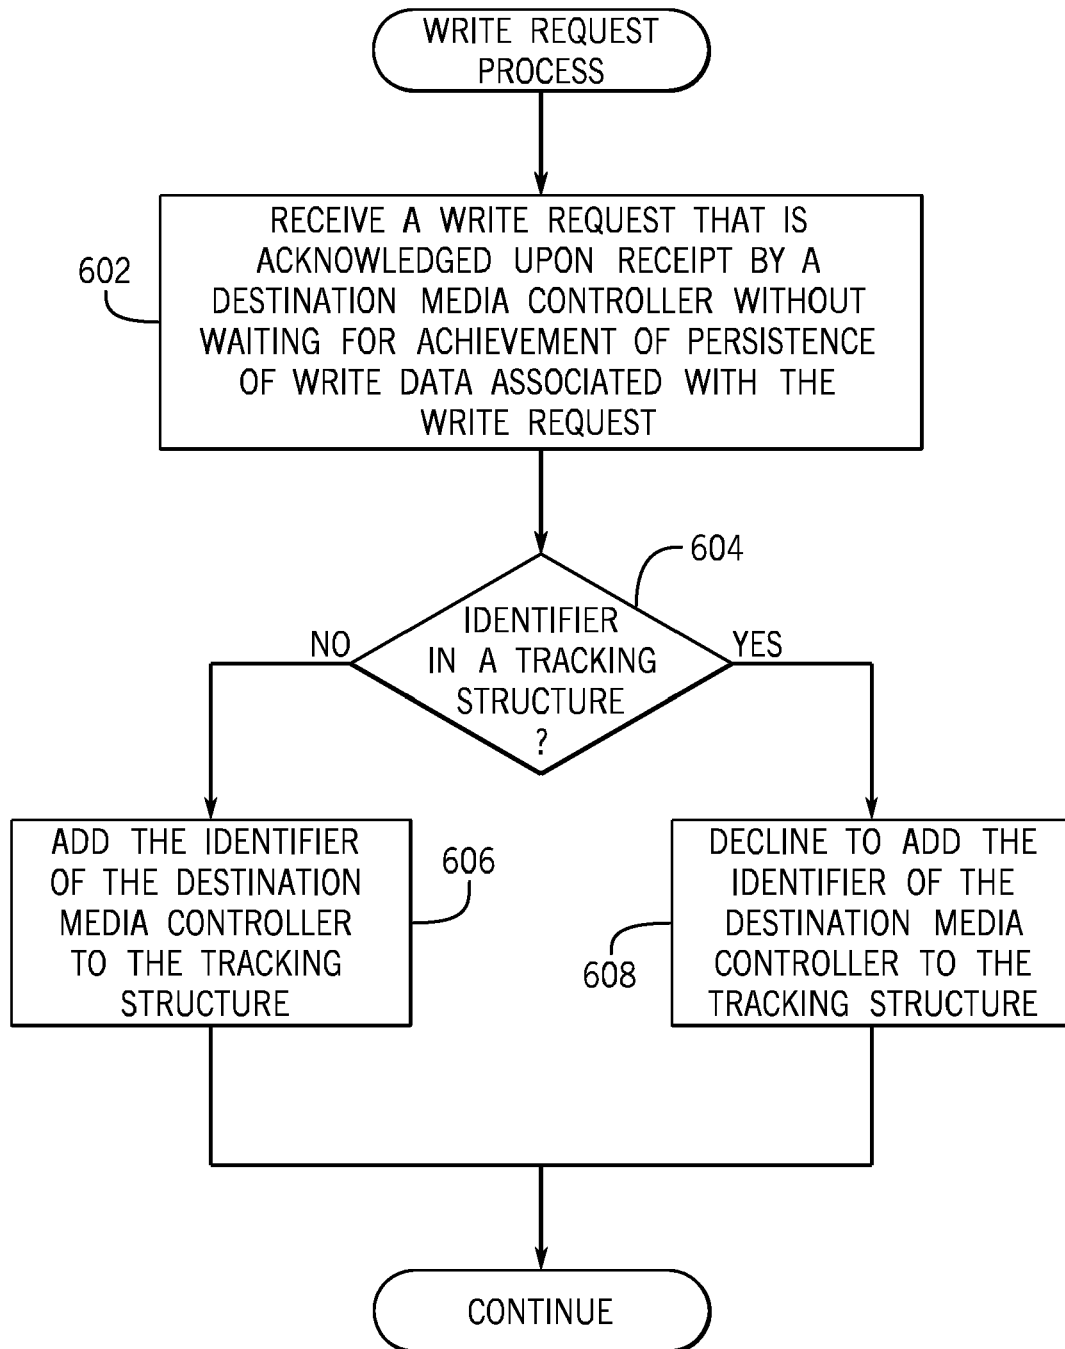 WRITE REQUEST
PROCESS
RECEIVE A WRITE REQUEST THAT IS
ACKNOWLEDGED UPON RECEIPT BY A
DESTINATION MEDIA CONTROLLER WITHOUT
WAITING FOR ACHIEVEMENT OF PERSISTENCE
OF WRITE DATA ASSOCIATED WITH THE
WRITE REQUEST
602
604
IDENTIFIER
IN A TRACKING
STRUCTURE
?
NO
YES
ADD THE IDENTIFIER
OF THE DESTINATION
MEDIA CONTROLLER
TO THE TRACKING
STRUCTURE
606
DECLINE TO ADD THE
IDENTIFIER OF THE
DESTINATION MEDIA
CONTROLLER TO THE
TRACKING STRUCTURE
608
CONTINUE